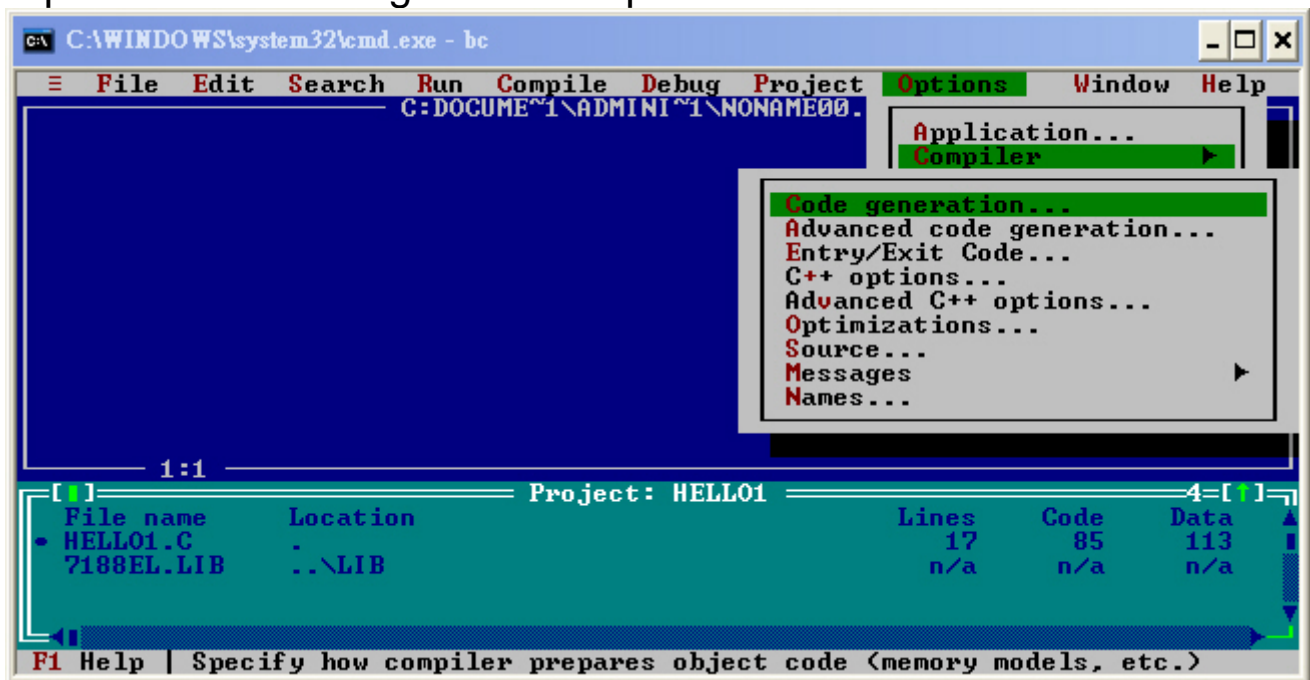 C:\WINDOWS\system32\cmd.exe - bc
≡ File Edit Search Run Compile Debug Project Options Window Help
C:DOCUME~1\ADMINI~1\NONAME00.
Application...
Compiler
Code generation...
Advanced code generation...
Entry/Exit Code...
C++ options...
Advanced C++ options...
Optimizations...
Source...
Messages
Names...
1:1
Project: HELLO1 4=[↑]
File name Location Lines Code Data
• HELLO1.C . 17 85 113
7188EL.LIB ..\LIB n/a n/a n/a
F1 Help | Specify how compiler prepares object code (memory models, etc.)